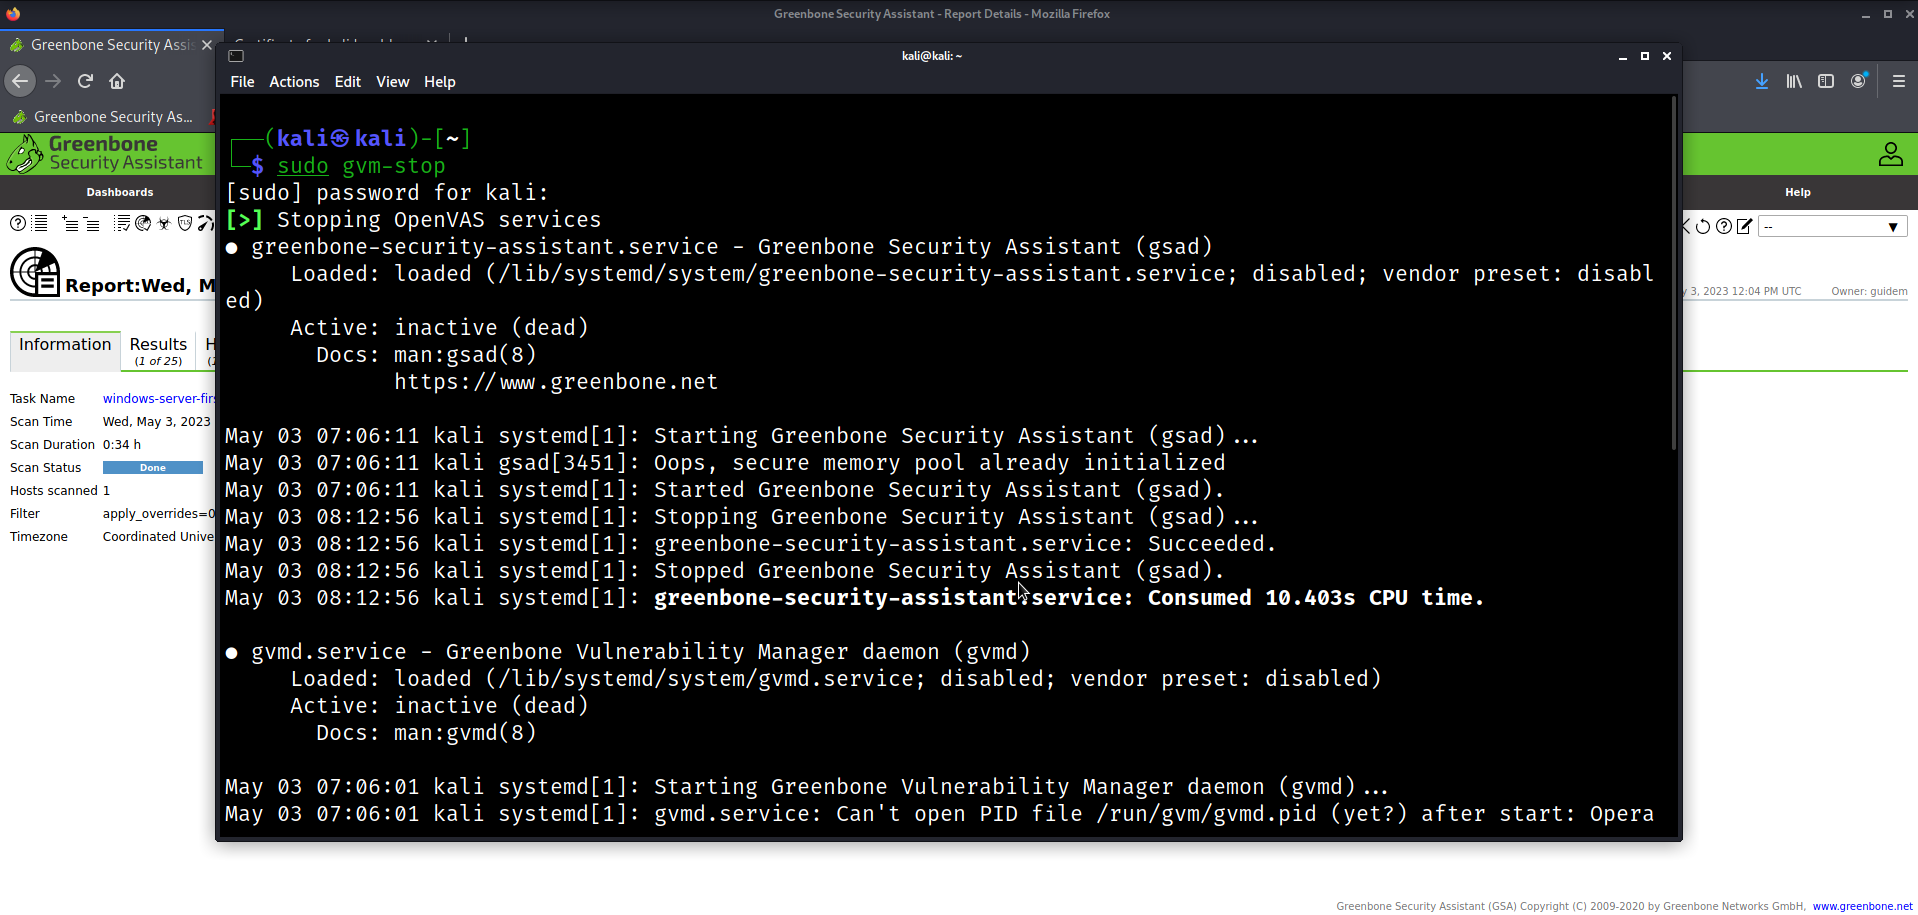 Greenbone Security Assistant - Report Details - Mozilla Firefox
Greenbone Security Assis
kali@kali: ~
File Actions Edit View Help
Greenbone Security As...
Greenbone
Security Assistant
Dashboards
Help
--
Report:Wed, M
3, 2023 12:04 PM UTC Owner: guidem
Information
Results
(1 of 25)
Task Name windows-server-firs
Scan Time Wed, May 3, 2023
Scan Duration 0:34 h
Scan Status Done
Hosts scanned 1
Filter apply_overrides=0
Timezone Coordinated Unive
┌──(kali㉿kali)-[~]
└─$ sudo gvm-stop
[sudo] password for kali:
[>] Stopping OpenVAS services
● greenbone-security-assistant.service - Greenbone Security Assistant (gsad)
Loaded: loaded (/lib/systemd/system/greenbone-security-assistant.service; disabled; vendor preset: disabl
ed)
Active: inactive (dead)
Docs: man:gsad(8)
https://www.greenbone.net
May 03 07:06:11 kali systemd[1]: Starting Greenbone Security Assistant (gsad)...
May 03 07:06:11 kali gsad[3451]: Oops, secure memory pool already initialized
May 03 07:06:11 kali systemd[1]: Started Greenbone Security Assistant (gsad).
May 03 08:12:56 kali systemd[1]: Stopping Greenbone Security Assistant (gsad)...
May 03 08:12:56 kali systemd[1]: greenbone-security-assistant.service: Succeeded.
May 03 08:12:56 kali systemd[1]: Stopped Greenbone Security Assistant (gsad).
May 03 08:12:56 kali systemd[1]: greenbone-security-assistant.service: Consumed 10.403s CPU time.
● gvmd.service - Greenbone Vulnerability Manager daemon (gvmd)
Loaded: loaded (/lib/systemd/system/gvmd.service; disabled; vendor preset: disabled)
Active: inactive (dead)
Docs: man:gvmd(8)
May 03 07:06:01 kali systemd[1]: Starting Greenbone Vulnerability Manager daemon (gvmd)...
May 03 07:06:01 kali systemd[1]: gvmd.service: Can't open PID file /run/gvm/gvmd.pid (yet?) after start: Opera
Greenbone Security Assistant (GSA) Copyright (C) 2009-2020 by Greenbone Networks GmbH, www.greenbone.net